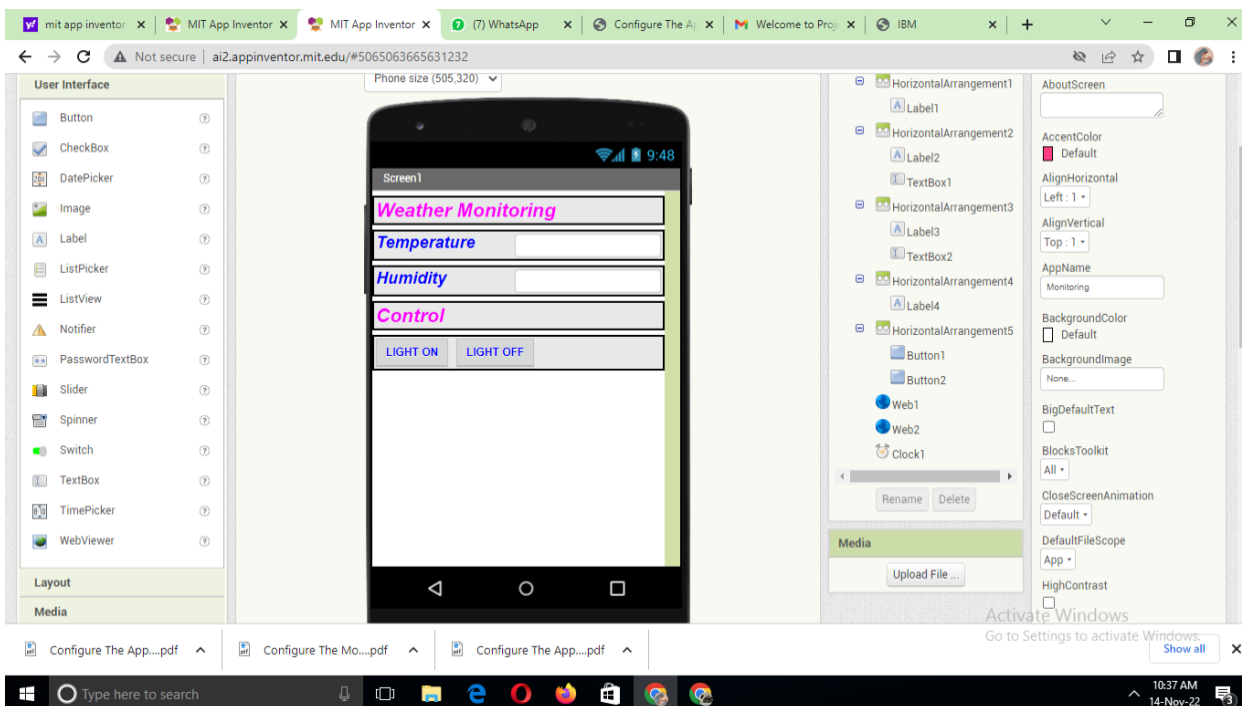 mit app inventor
MIT App Inventor
MIT App Inventor
(7) WhatsApp
Configure The Ap
Welcome to Proj
IBM
Not secure | ai2.appinventor.mit.edu/#5065063665631232
User Interface
Button
CheckBox
DatePicker
Image
Label
ListPicker
ListView
Notifier
PasswordTextBox
Slider
Spinner
Switch
TextBox
TimePicker
WebViewer
Layout
Media
Phone size (505,320)
9:48
Screen1
Weather Monitoring
Temperature
Humidity
Control
LIGHT ON LIGHT OFF
HorizontalArrangement1
Label1
HorizontalArrangement2
Label2
TextBox1
HorizontalArrangement3
Label3
TextBox2
HorizontalArrangement4
Label4
HorizontalArrangement5
Button1
Button2
Web1
Web2
Clock1
Rename Delete
Media
Upload File ...
AboutScreen
AccentColor
Default
AlignHorizontal
Left : 1
AlignVertical
Top : 1
AppName
Monitoring
BackgroundColor
Default
BackgroundImage
None...
BigDefaultText
BlocksToolkit
All
CloseScreenAnimation
Default
DefaultFileScope
App
HighContrast
Activate Windows
Go to Settings to activate Windows.
Configure The App....pdf
Configure The Mo....pdf
Configure The App....pdf
Show all
Type here to search
10:37 AM
14-Nov-22
3